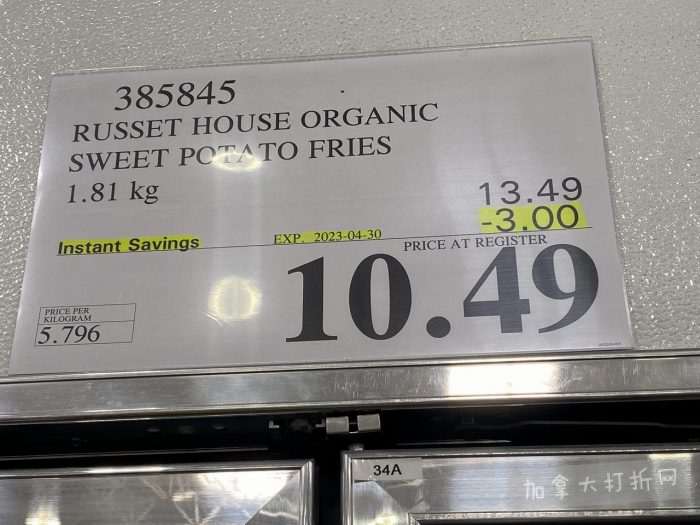 385845
RUSSET HOUSE ORGANIC
SWEET POTATO FRIES
1.81 kg
13.49
-3.00
Instant Savings
EXP. 2023-04-30
PRICE AT REGISTER
10.49
PRICE PER
KILOGRAM
5.796
34A
加拿大打折网